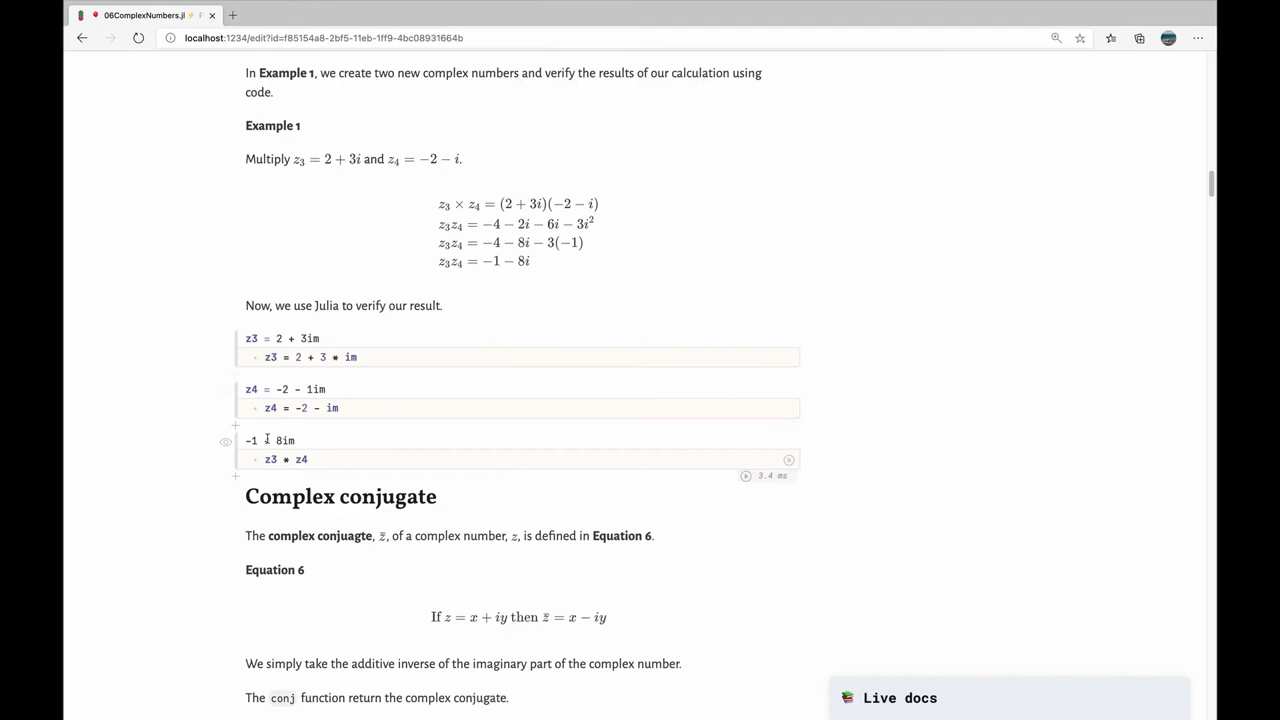 06ComplexNumbers.jl
localhost:1234/edit?id=f85154a8-2bf5-11eb-1ff9-4bc08931664b
In Example 1, we create two new complex numbers and verify the results of our calculation using
code.
Example 1
Multiply z₃ = 2 + 3i and z₄ = −2 − i.
z₃ × z₄ = (2 + 3i)(−2 − i)
z₃z₄ = −4 − 2i − 6i − 3i²
z₃z₄ = −4 − 8i − 3(−1)
z₃z₄ = −1 − 8i
Now, we use Julia to verify our result.
z3 = 2 + 3im
z3 = 2 + 3 * im
z4 = -2 - 1im
z4 = -2 - im
-1 8im
z3 * z4
3.4 ms
Complex conjugate
The complex conjuagte, z̄, of a complex number, z, is defined in Equation 6.
Equation 6
If z = x + iy then z̄ = x − iy
We simply take the additive inverse of the imaginary part of the complex number.
The conj function return the complex conjugate.
Live docs